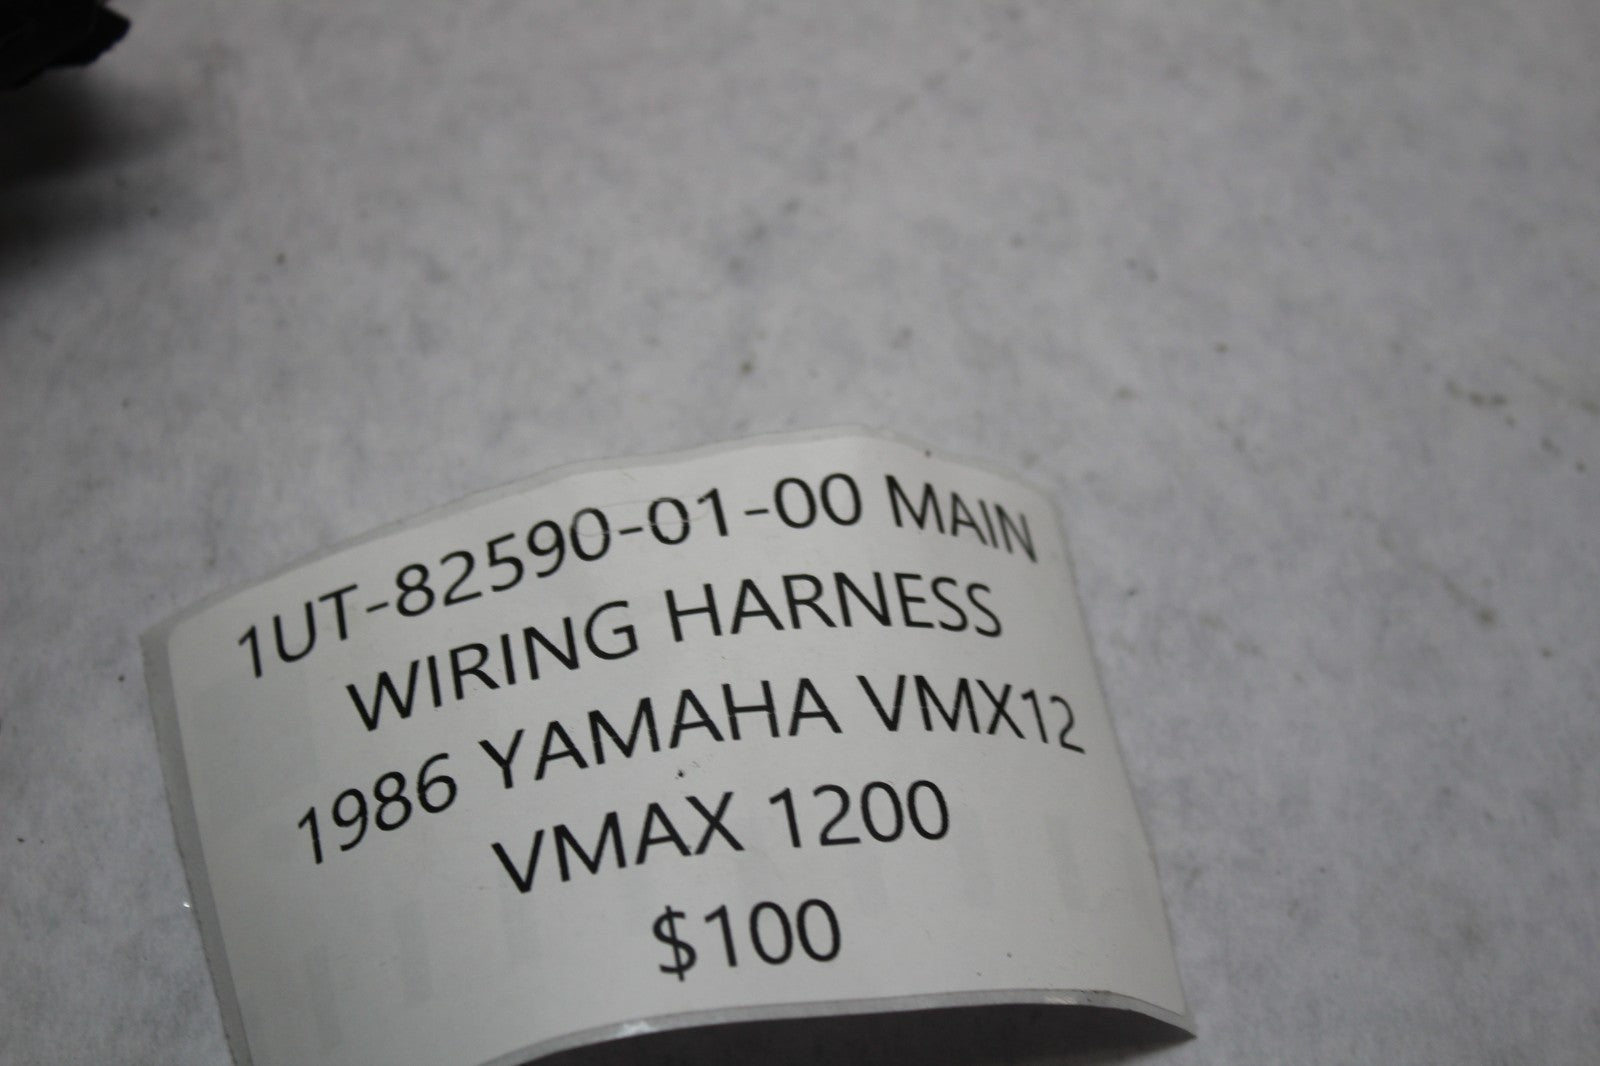 1UT-82590-01-00 MAIN
WIRING HARNESS
1986 YAMAHA VMX12
VMAX 1200
$100